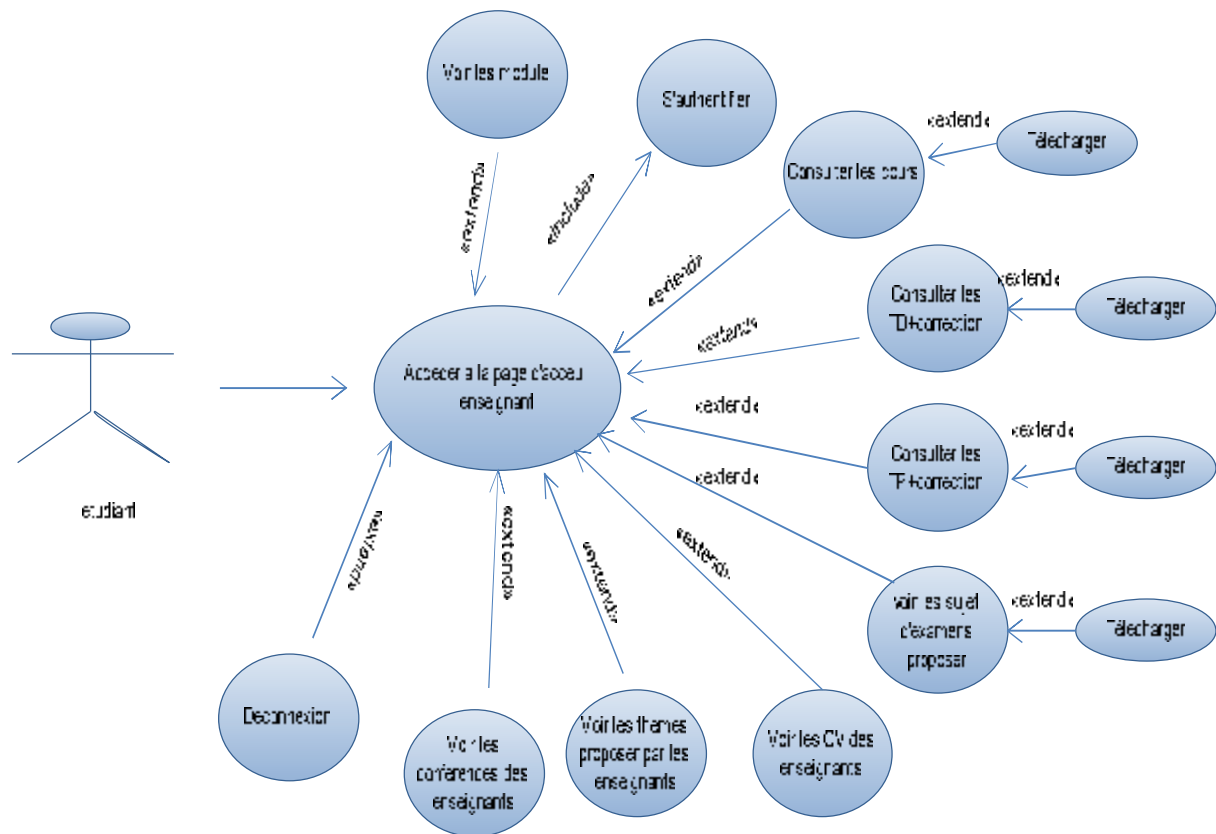 Voir les module
S'authentifier
«extend»
Télécharger
Consulter les cours
«extend»
«include»
«extend»
Consulter les
TD+correction
«extend»
Télécharger
«extend»
Acceder a la page d'acceu
enseignant
«extend»
Consulter les
TP+correction
«extend»
Télécharger
«extend»
etudiant
«extend»
«extend»
«extend»
«extend»
voir les sujet
d'examens
proposer
«extend»
Télécharger
Deconnexion
Voir les
conferences des
enseignants
Voir les themes
proposer par les
enseignants
Voir les CV des
enseignants